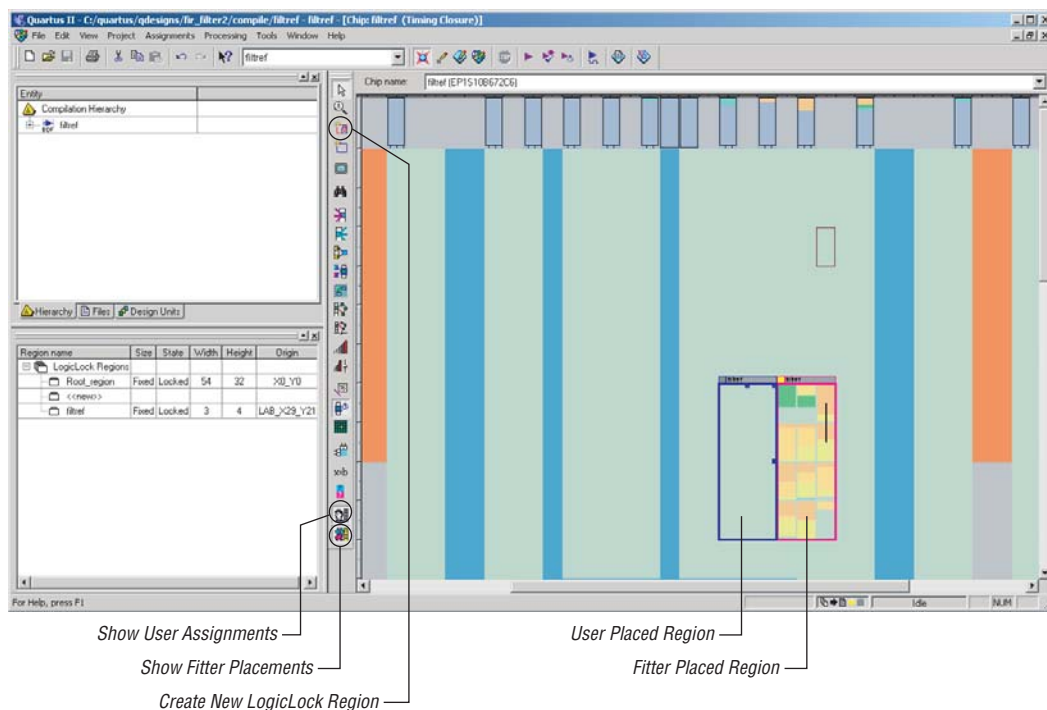 Quartus II - C:/quartus/qdesigns/fir_filter2/compile/filtref - filtref - [Chip: filtref (Timing Closure)]
File Edit View Project Assignments Processing Tools Window Help
filtref
Chip name: filtref (EP1S10B672C6)
Entity
Compilation Hierarchy
filtref
Hierarchy Files Design Units
Region name Size State Width Height Origin
LogicLock Regions
Root_region Fixed Locked 54 32 X0_Y0
<<new>>
filtref Fixed Locked 3 4 LAB_X29_Y21
filtref filtref
For Help, press F1
Idle NUM
Show User Assignments
User Placed Region
Show Fitter Placements
Fitter Placed Region
Create New LogicLock Region